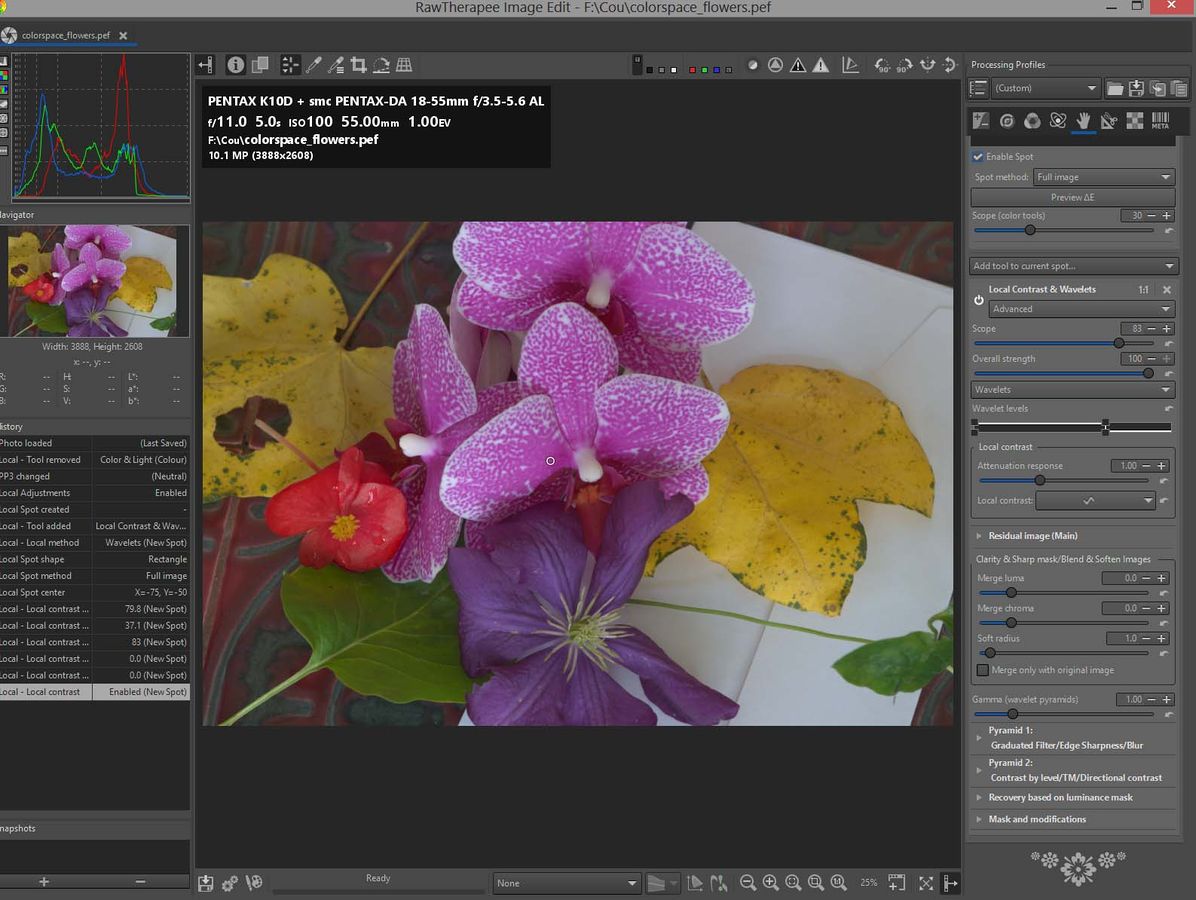 RawTherapee Image Edit - F:\Cou\colorspace_flowers.pef
colorspace_flowers.pef
PENTAX K10D + smc PENTAX-DA 18-55mm f/3.5-5.6 AL
f/11.0 5.0s ISO100 55.00mm 1.00EV
F:\Cou\colorspace_flowers.pef
10.1 MP (3888x2608)
avigator
Width: 3888, Height: 2608
x: --, y: --
R: -- H: -- L*: --
G: -- S: -- a*: --
B: -- V: -- b*: --
istory
Photo loaded (Last Saved)
Local - Tool removed Color & Light (Colour)
PP3 changed (Neutral)
Local Adjustments Enabled
Local Spot created -
Local - Tool added Local Contrast & Wav...
Local - Local method Wavelets (New Spot)
Local Spot shape Rectangle
Local Spot method Full image
Local Spot center X=-75, Y=-50
Local - Local contrast ... 79.8 (New Spot)
Local - Local contrast ... 37.1 (New Spot)
Local - Local contrast ... 83 (New Spot)
Local - Local contrast ... 0.0 (New Spot)
Local - Local contrast ... 0.0 (New Spot)
Local - Local contrast Enabled (New Spot)
napshots
+ −
Ready
None
1:1
25%
Processing Profiles
(Custom)
META
Enable Spot
Spot method: Full image
Preview ΔE
Scope (color tools) 30 − +
Add tool to current spot...
Local Contrast & Wavelets 1:1
Advanced
Scope 83 − +
Overall strength 100 − +
Wavelets
Wavelet levels
Local contrast
Attenuation response 1.00 − +
Local contrast:
Residual image (Main)
Clarity & Sharp mask/Blend & Soften Images
Merge luma 0.0 − +
Merge chroma 0.0 − +
Soft radius 1.0 − +
Merge only with original image
Gamma (wavelet pyramids) 1.00 − +
Pyramid 1:
Graduated Filter/Edge Sharpness/Blur
Pyramid 2:
Contrast by level/TM/Directional contrast
Recovery based on luminance mask
Mask and modifications